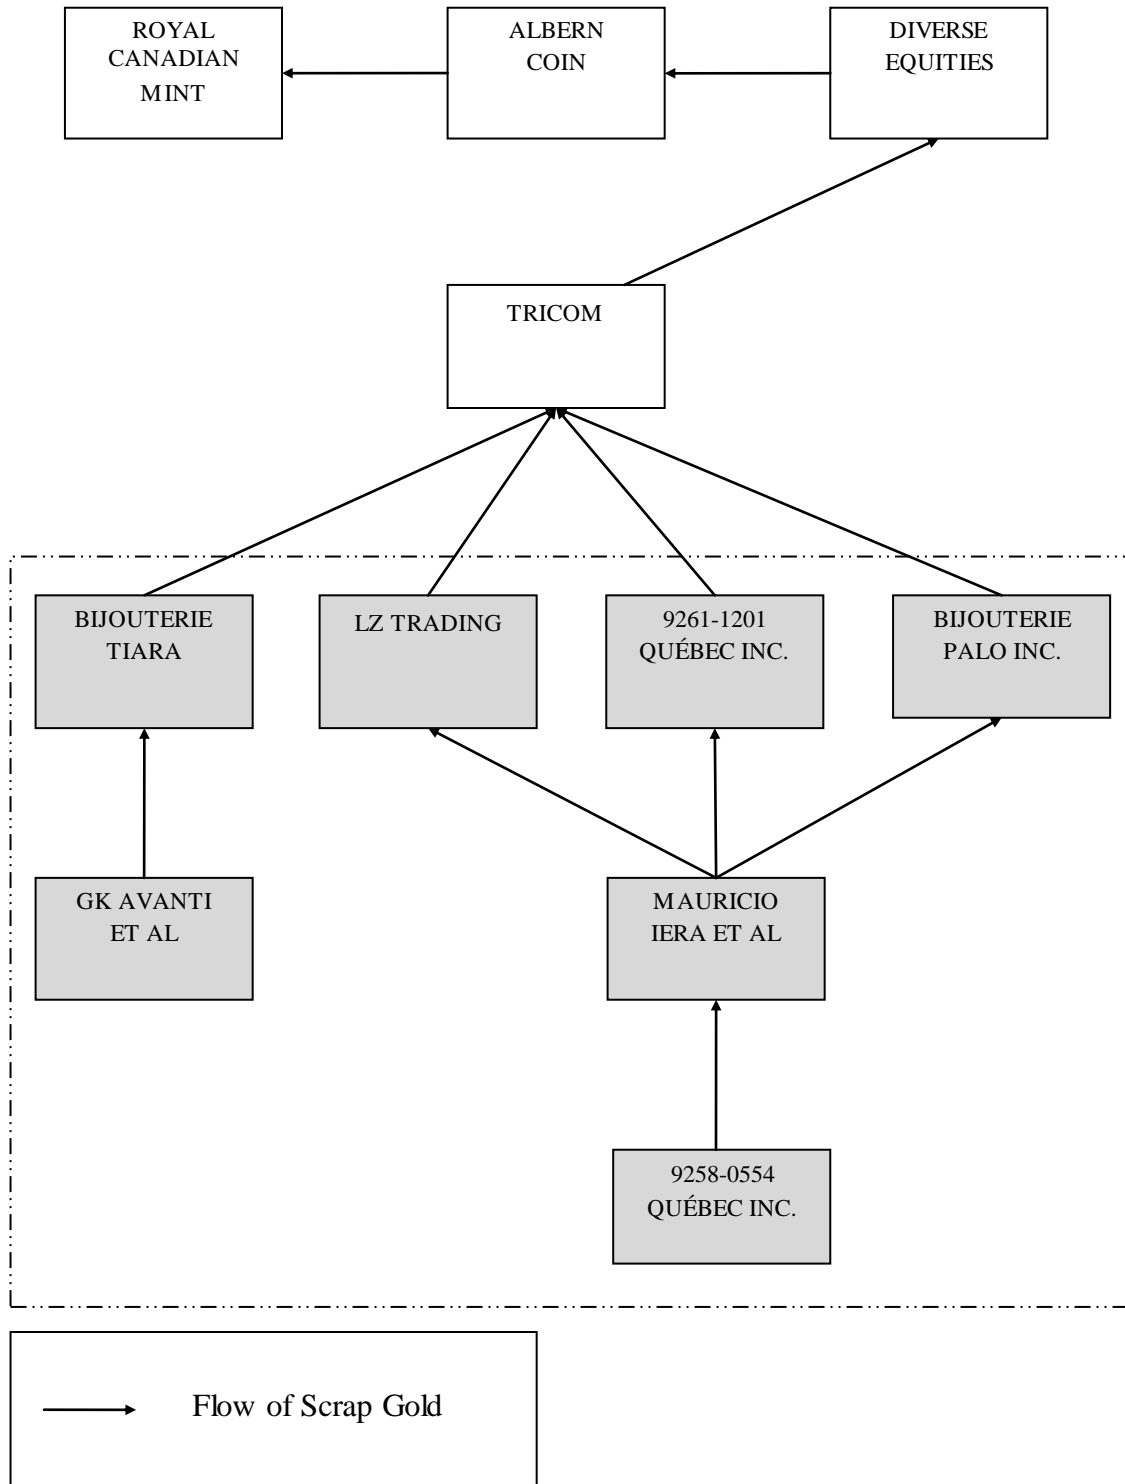 ROYAL
CANADIAN
MINT
ALBERN
COIN
DIVERSE
EQUITIES
TRICOM
BIJOUTERIE
TIARA
LZ TRADING
9261-1201
QUÉBEC INC.
BIJOUTERIE
PALO INC.
GK AVANTI
ET AL
MAURICIO
IERA ET AL
9258-0554
QUÉBEC INC.
Flow of Scrap Gold